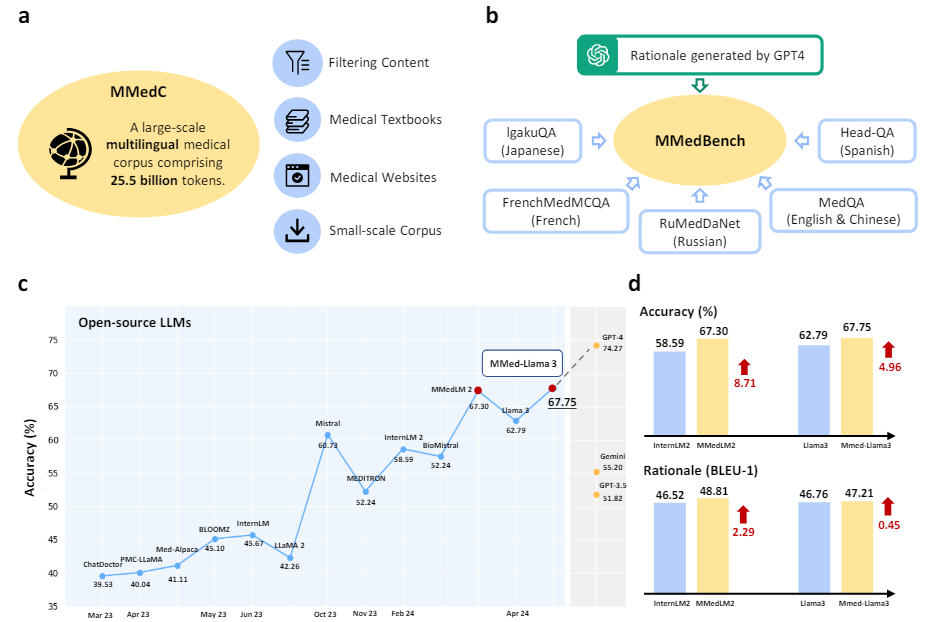 a
MMedC
A large-scale
multilingual medical
corpus comprising
25.5 billion tokens.
Filtering Content
Medical Textbooks
Medical Websites
Small-scale Corpus
b
Rationale generated by GPT4
MMedBench
IgakuQA
(Japanese)
Head-QA
(Spanish)
FrenchMedMCQA
(French)
RuMedDaNet
(Russian)
MedQA
(English & Chinese)
c
Open-source LLMs
Accuracy (%)
75
70
65
60
55
50
45
40
35
ChatDoctor
39.53
PMC-LLaMA
40.04
Med-Alpaca
41.11
BLOOMZ
45.10
InternLM
45.67
LLaMA 2
42.26
Mistral
60.73
MEDITRON
52.24
InternLM 2
58.59
BioMistral
52.24
MMedLM 2
67.30
Llama 3
62.79
MMed-Llama 3
67.75
GPT-4
74.27
Gemini
55.20
GPT-3.5
51.82
Mar 23
Apr 23
May 23
Jun 23
Oct 23
Nov 23
Feb 24
Apr 24
d
Accuracy (%)
58.59
67.30
8.71
62.79
67.75
4.96
InternLM2
MMedLM2
Llama3
Mmed-Llama3
Rationale (BLEU-1)
46.52
48.81
2.29
46.76
47.21
0.45
InternLM2
MMedLM2
Llama3
Mmed-Llama3